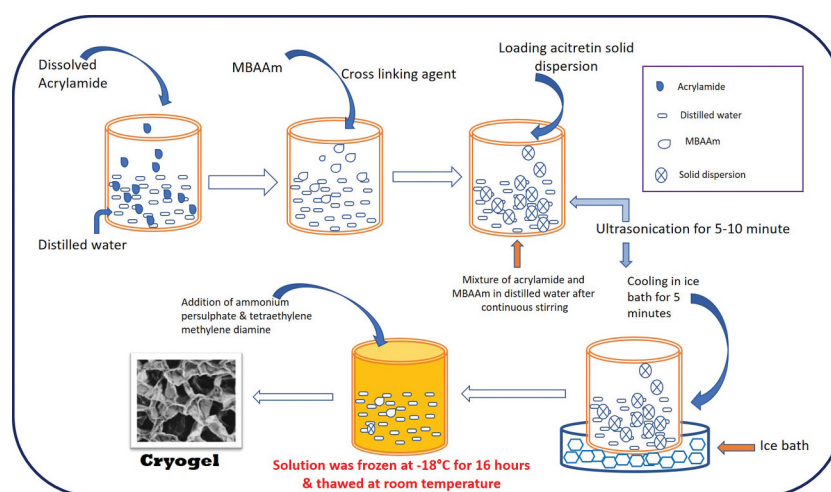 Dissolved
Acrylamide
MBAAm
Cross linking agent
Loading acitretin solid
dispersion
Acrylamide
Distilled water
MBAAm
Solid dispersion
Distilled water
Mixture of acrylamide and
MBAAm in distilled water after
continuous stirring
Ultrasonication for 5-10 minute
Cooling in ice
bath for 5
minutes
Addition of ammonium
persulphate & tetraethylene
methylene diamine
Cryogel
Solution was frozen at -18°C for 16 hours
& thawed at room temperature
Ice bath